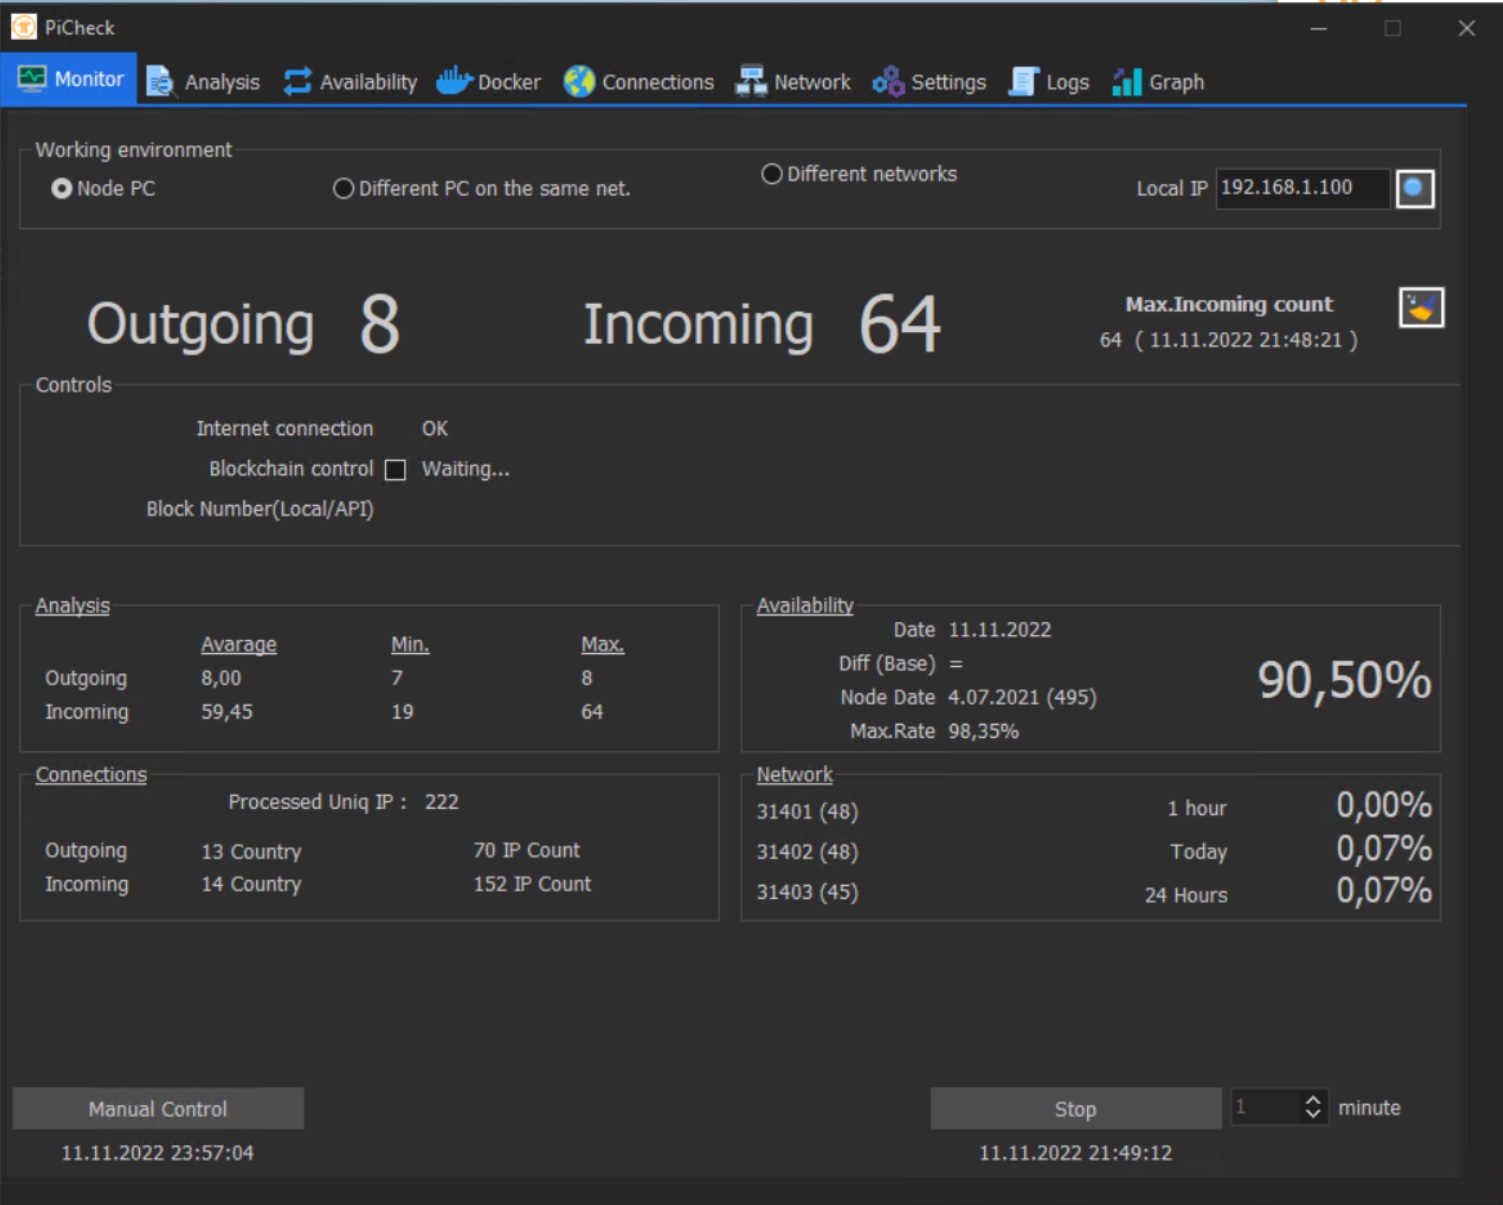 PiCheck
Monitor Analysis Availability Docker Connections Network Settings Logs Graph
Working environment
Node PC Different PC on the same net. Different networks Local IP 192.168.1.100
Outgoing 8 Incoming 64
Max.Incoming count
64 ( 11.11.2022 21:48:21 )
Controls
Internet connection OK
Blockchain control Waiting...
Block Number(Local/API)
Analysis
Avarage Min. Max.
Outgoing 8,00 7 8
Incoming 59,45 19 64
Availability
Date 11.11.2022
Diff (Base) =
Node Date 4.07.2021 (495)
Max.Rate 98,35%
90,50%
Connections
Processed Uniq IP : 222
Outgoing 13 Country 70 IP Count
Incoming 14 Country 152 IP Count
Network
31401 (48) 1 hour 0,00%
31402 (48) Today 0,07%
31403 (45) 24 Hours 0,07%
Manual Control
11.11.2022 23:57:04
Stop 1 minute
11.11.2022 21:49:12